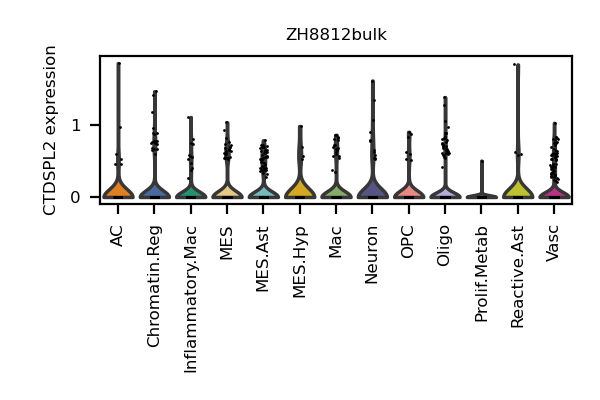 ZH8812bulk
CTDSPL2 expression
1
0
AC
Chromatin.Reg
Inflammatory.Mac
MES
MES.Ast
MES.Hyp
Mac
Neuron
OPC
Oligo
Prolif.Metab
Reactive.Ast
Vasc